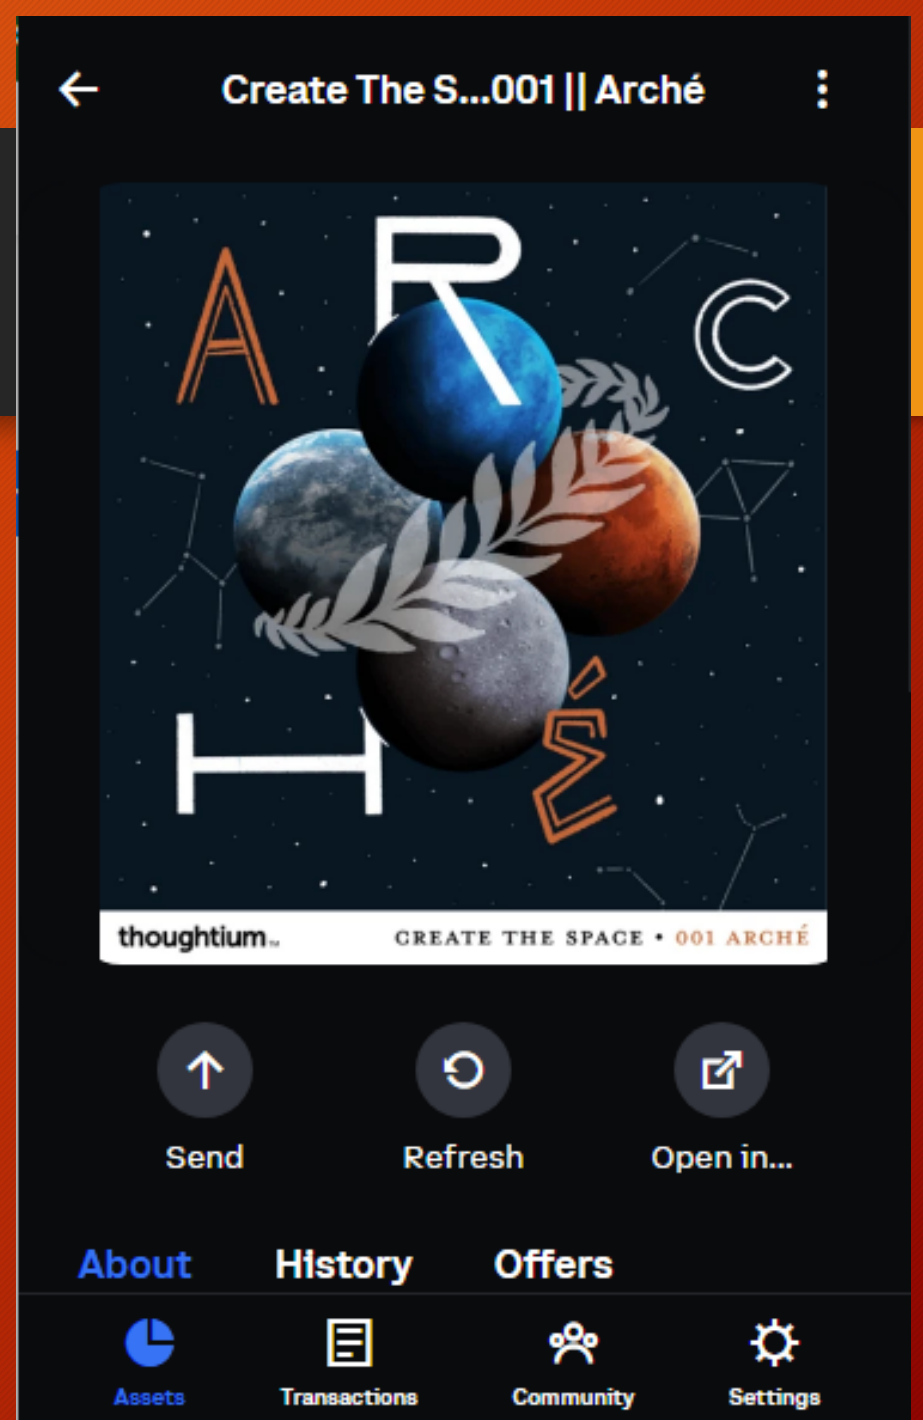 Create The S...001 || Arché
A R C
H É
thoughtium™
CREATE THE SPACE • 001 ARCHÉ
Send Refresh Open in...
About History Offers
Assets Transactions Community Settings